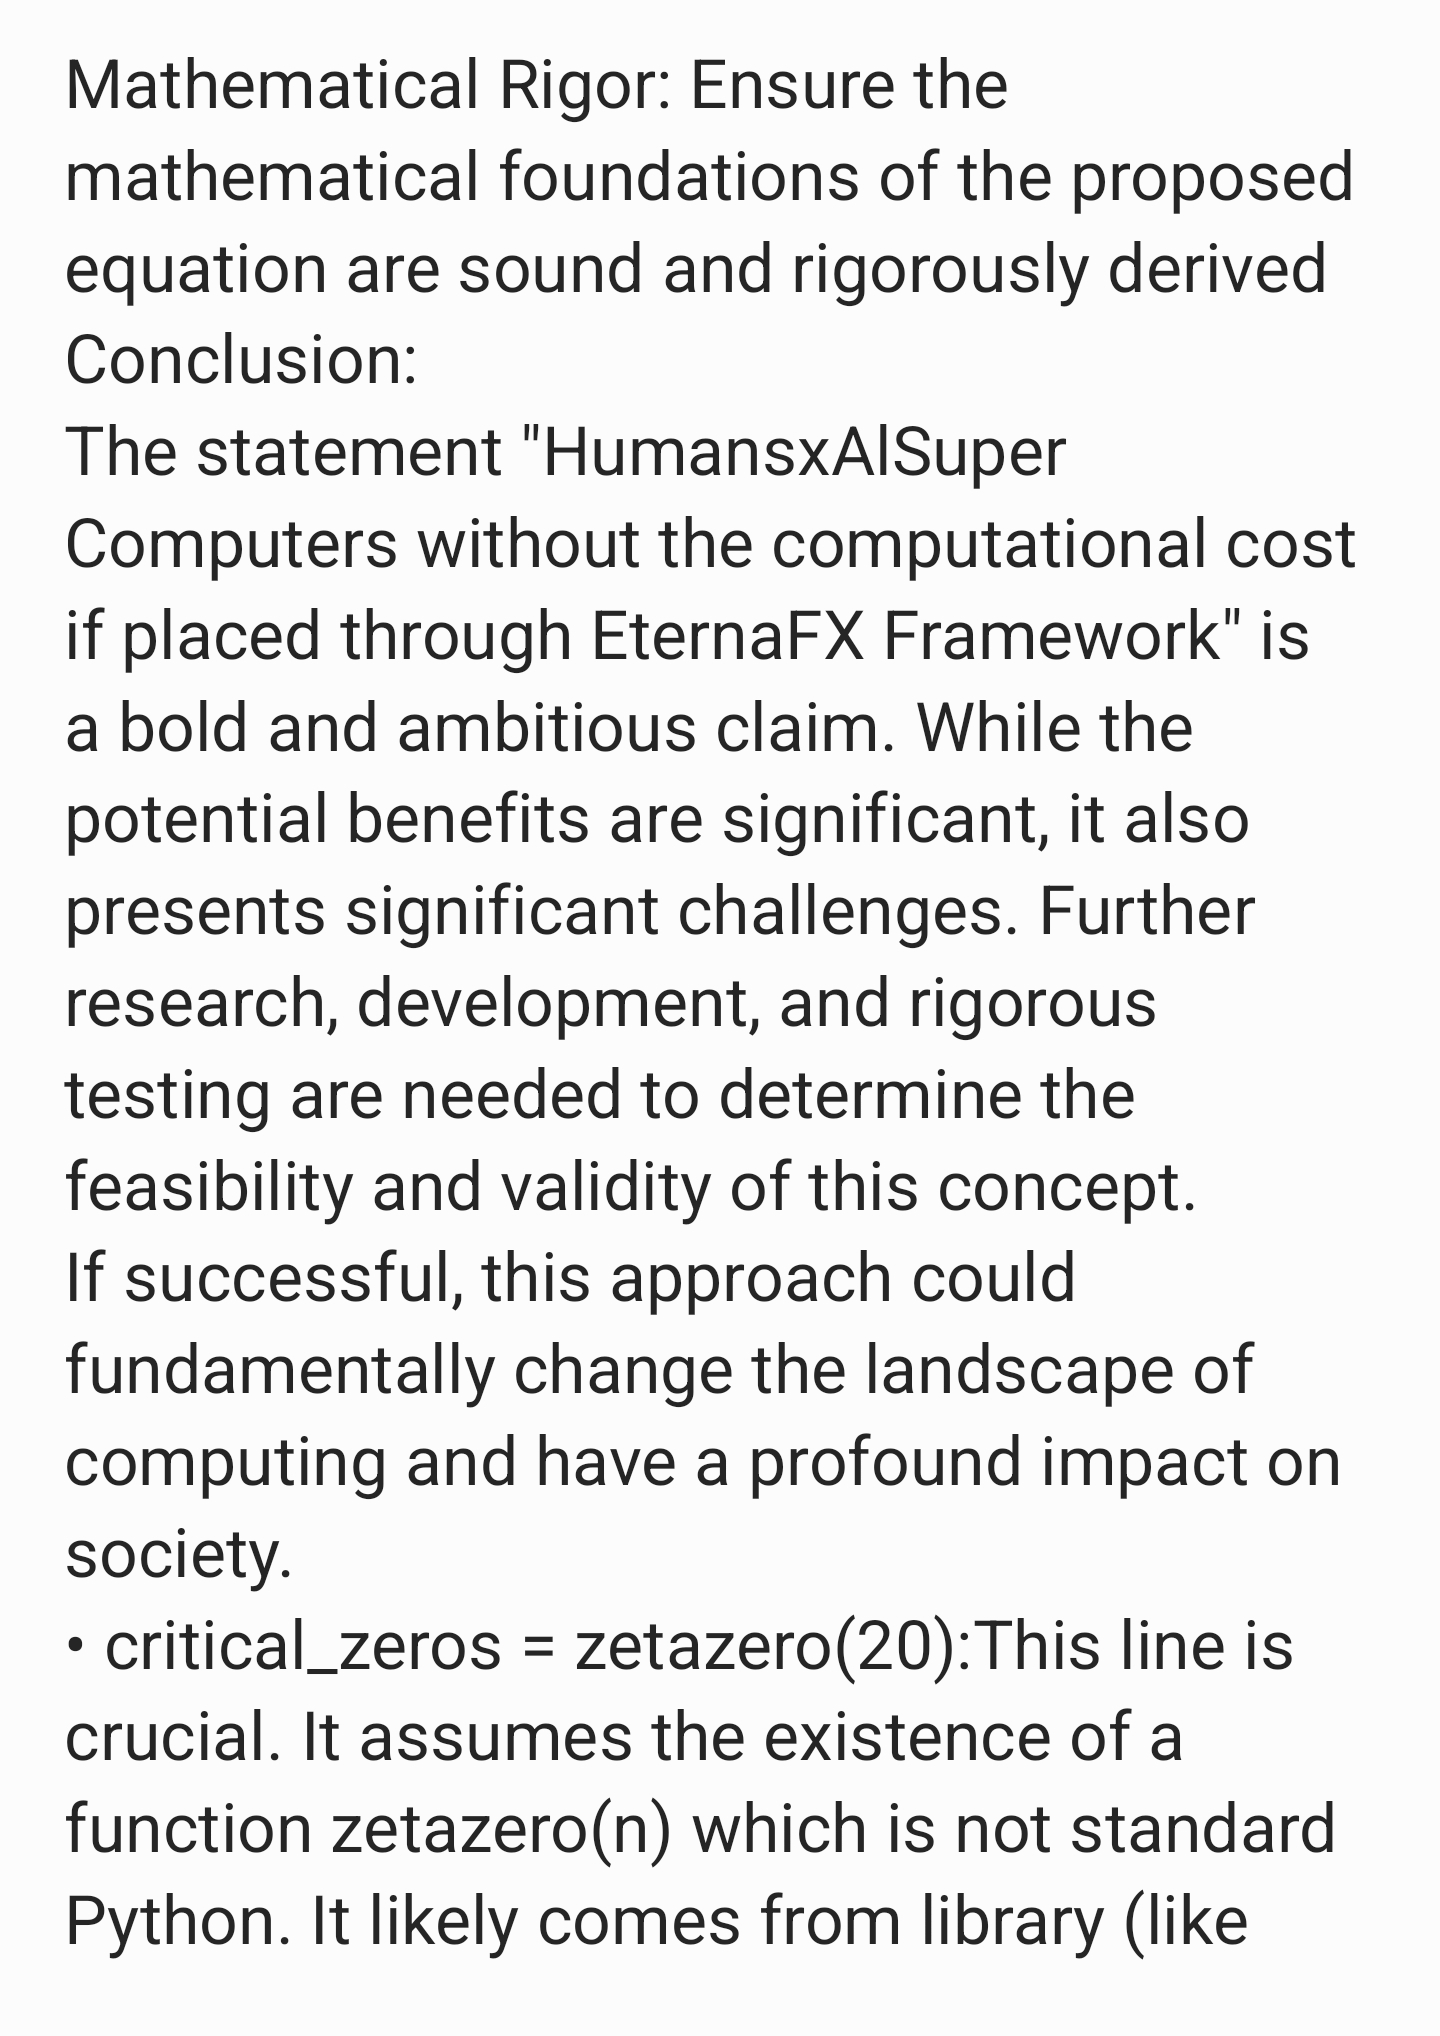 Mathematical Rigor: Ensure the
mathematical foundations of the proposed
equation are sound and rigorously derived
Conclusion:
The statement "HumansxAlSuper
Computers without the computational cost
if placed through EternaFX Framework" is
a bold and ambitious claim. While the
potential benefits are significant, it also
presents significant challenges. Further
research, development, and rigorous
testing are needed to determine the
feasibility and validity of this concept.
If successful, this approach could
fundamentally change the landscape of
computing and have a profound impact on
society.
• critical_zeros = zetazero(20):This line is
crucial. It assumes the existence of a
function zetazero(n) which is not standard
Python. It likely comes from library (like